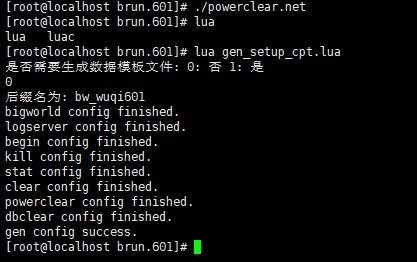 [root@localhost brun.601]# ./powerclear.net
[root@localhost brun.601]# lua
lua   luac
[root@localhost brun.601]# lua gen_setup_cpt.lua
是否需要生成数据模板文件: 0: 否 1: 是
0
后缀名为: bw_wuqi601
bigworld config finished.
logserver config finished.
begin config finished.
kill config finished.
stat config finished.
clear config finished.
powerclear config finished.
dbclear config finished.
gen config success.
[root@localhost brun.601]#